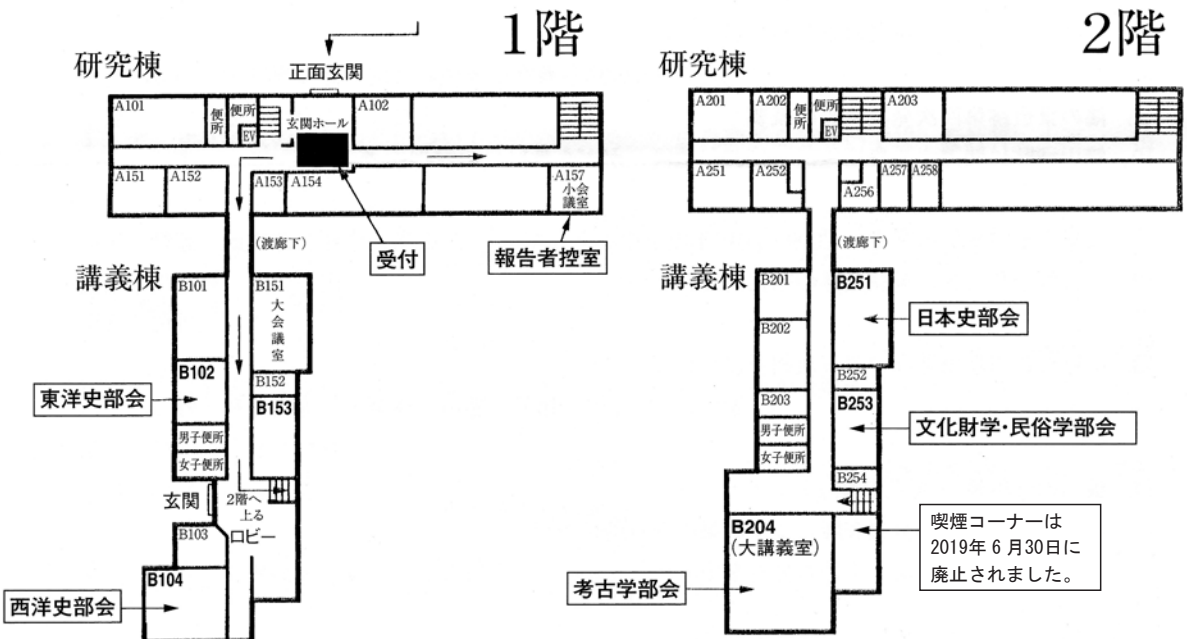 1階
研究棟
正面玄関
A101
便所
便所
EV
玄関ホール
A102
A151
A152
A153
A154
A157
小会
議室
(渡廊下)
受付
報告者控室
講義棟
B101
B151
大会議室
B102
東洋史部会
B152
B153
男子便所
女子便所
玄関
2階へ
上る
ロビー
B103
B104
西洋史部会
2階
研究棟
A201
A202
便所
便所
EV
A203
A251
A252
A256
A257
A258
(渡廊下)
講義棟
B201
B251
日本史部会
B202
B252
B203
B253
文化財学・民俗学部会
男子便所
女子便所
B254
B204
(大講義室)
考古学部会
喫煙コーナーは
2019年6月30日に
廃止されました。